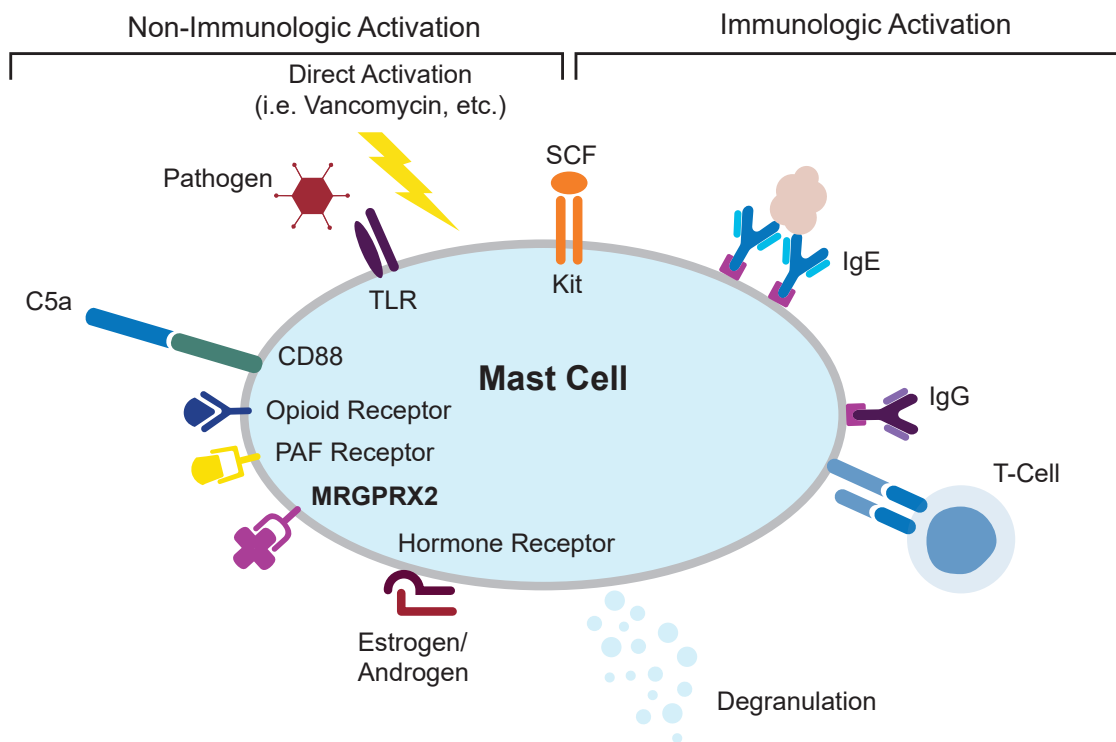 Non-Immunologic Activation
Immunologic Activation
Direct Activation
(i.e. Vancomycin, etc.)
SCF
Pathogen
IgE
TLR
Kit
C5a
CD88
Mast Cell
Opioid Receptor
IgG
PAF Receptor
T-Cell
MRGPRX2
Hormone Receptor
Estrogen/
Androgen
Degranulation